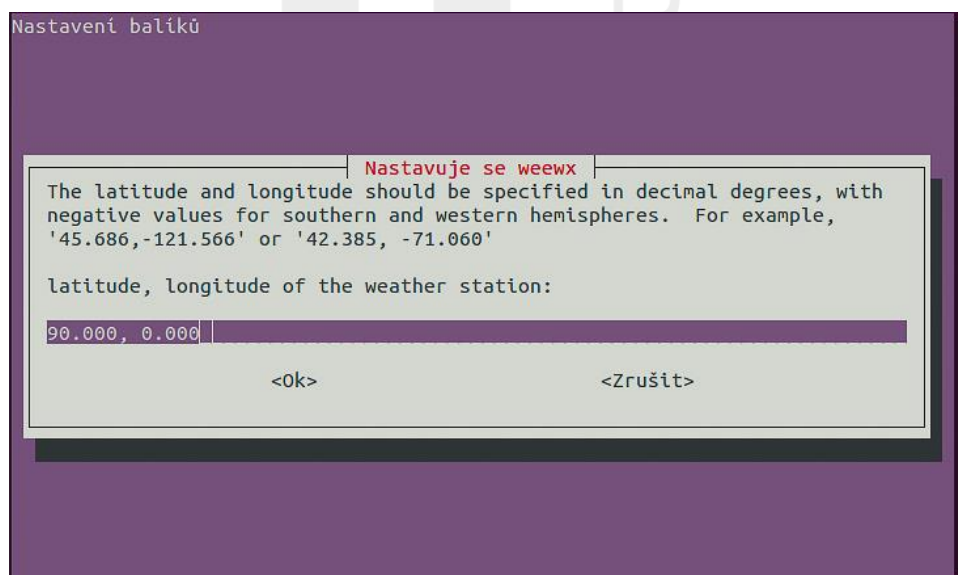 Nastavení balíků
Nastavuje se weewx
The latitude and longitude should be specified in decimal degrees, with
negative values for southern and western hemispheres.  For example,
'45.686,-121.566' or '42.385, -71.060'
latitude, longitude of the weather station:
90.000, 0.000
<Ok> <Zrušit>